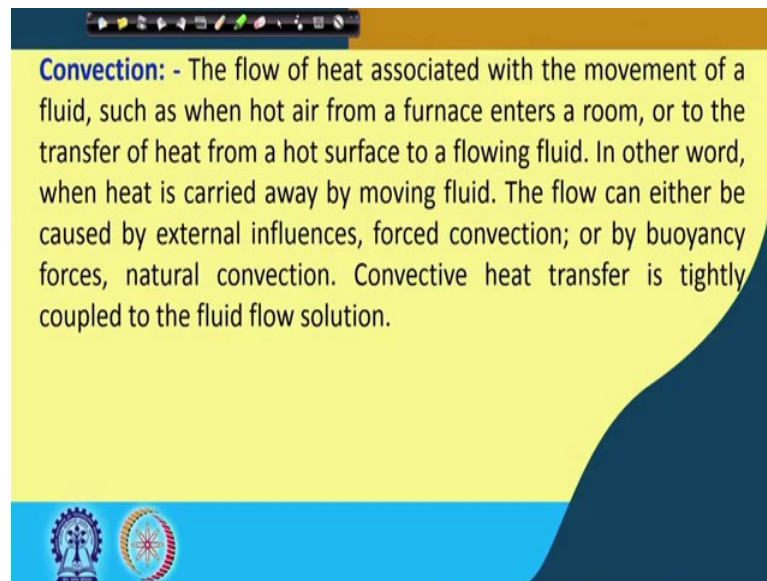 Convection: - The flow of heat associated with the movement of a
fluid, such as when hot air from a furnace enters a room, or to the
transfer of heat from a hot surface to a flowing fluid. In other word,
when heat is carried away by moving fluid. The flow can either be
caused by external influences, forced convection; or by buoyancy
forces, natural convection. Convective heat transfer is tightly
coupled to the fluid flow solution.